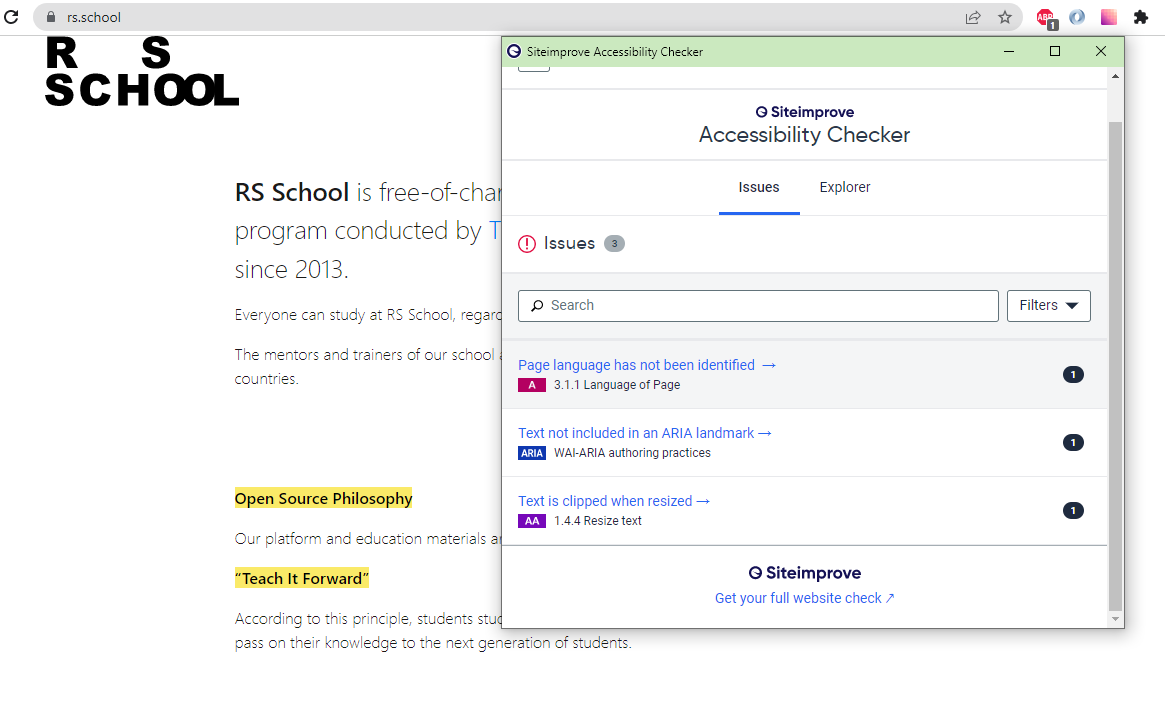 rs.school
ABP
1
RS
SCHOOL
RS School is free-of-char
program conducted by T
since 2013.
Everyone can study at RS School, regard
The mentors and trainers of our school a
countries.
Open Source Philosophy
Our platform and education materials a
“Teach It Forward”
According to this principle, students stud
pass on their knowledge to the next generation of students.
Siteimprove Accessibility Checker
Siteimprove
Accessibility Checker
Issues Explorer
Issues 3
Search Filters
Page language has not been identified →
A 3.1.1 Language of Page 1
Text not included in an ARIA landmark →
ARIA WAI-ARIA authoring practices 1
Text is clipped when resized →
AA 1.4.4 Resize text 1
Siteimprove
Get your full website check ↗